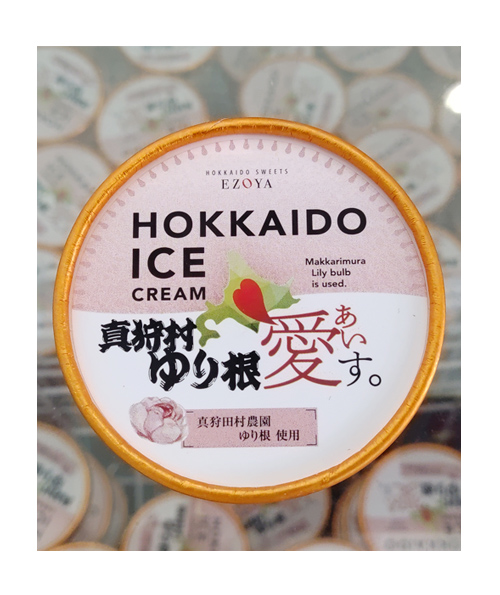 HOKKAIDO SWEETS
EZOYA
HOKKAIDO
ICE
CREAM
Makkarimura
Lily bulb
is used.
真狩村
ゆり根
愛す。
あい
真狩田村農園
ゆり根 使用